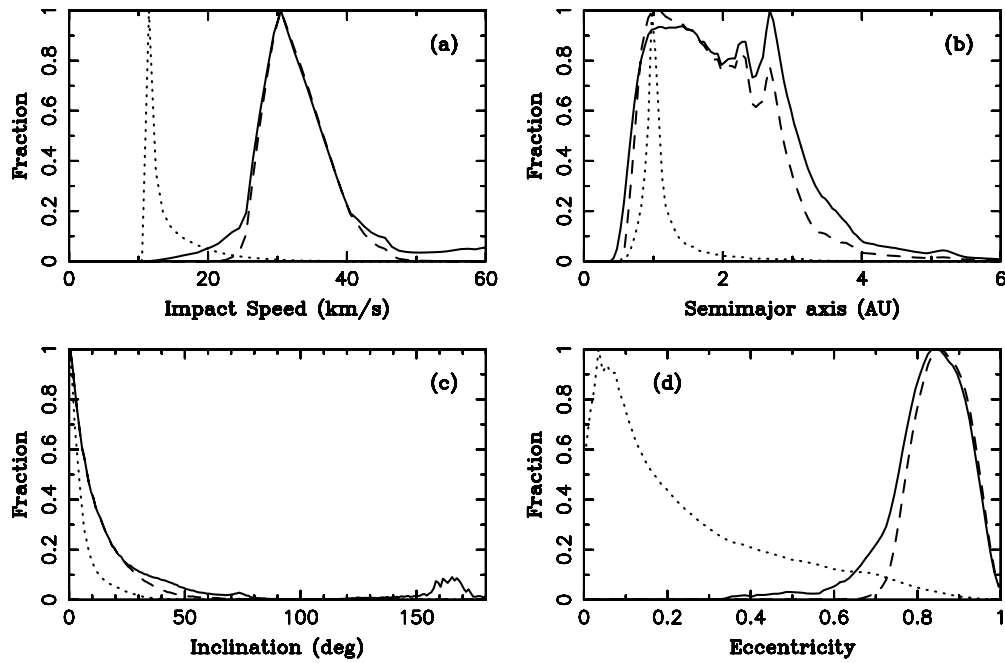 (a)
Fraction
0 0.2 0.4 0.6 0.8 1
0 20 40 60
Impact Speed (km/s)
(b)
Fraction
0 0.2 0.4 0.6 0.8 1
0 2 4 6
Semimajor axis (AU)
(c)
Fraction
0 0.2 0.4 0.6 0.8 1
0 50 100 150
Inclination (deg)
(d)
Fraction
0 0.2 0.4 0.6 0.8 1
0 0.2 0.4 0.6 0.8 1
Eccentricity